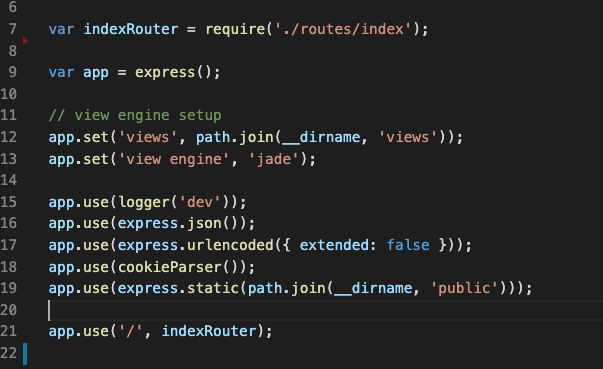 6
7 var indexRouter = require('./routes/index');
8
9 var app = express();
10
11 // view engine setup
12 app.set('views', path.join(__dirname, 'views'));
13 app.set('view engine', 'jade');
14
15 app.use(logger('dev'));
16 app.use(express.json());
17 app.use(express.urlencoded({ extended: false }));
18 app.use(cookieParser());
19 app.use(express.static(path.join(__dirname, 'public')));
20
21 app.use('/', indexRouter);
22